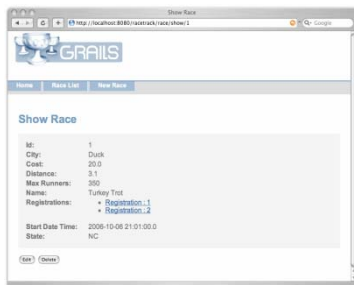 Show Race
http://localhost:8080/racetrack/race/show/1
Google
GRAILS
Home Race List New Race
Show Race
Id: 1
City: Duck
Cost: 20.0
Distance: 3.1
Max Runners: 350
Name: Turkey Trot
Registrations:
• Registration : 1
• Registration : 2
Start Date Time: 2008-10-08 21:01:00.0
State: NC
Edit Delete